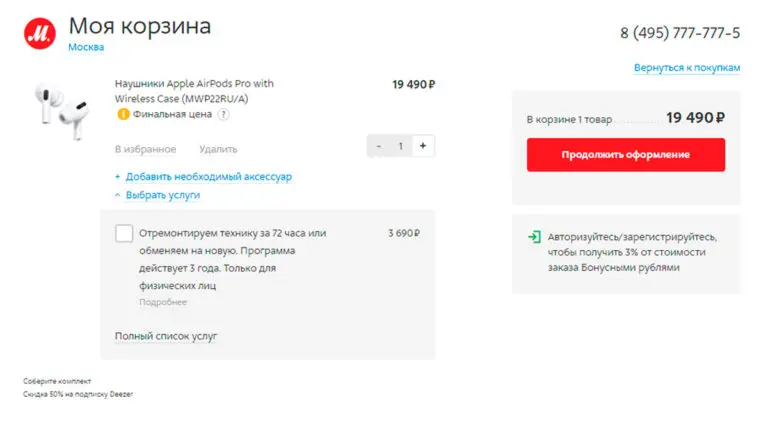 М.
Моя корзина
Москва
8 (495) 777-777-5
Вернуться к покупкам
Наушники Apple AirPods Pro with
Wireless Case (MWP22RU/A)
19 490 ₽
Финальная цена ?
В избранное Удалить
- 1 +
+ Добавить необходимый аксессуар
Выбрать услуги
Отремонтируем технику за 72 часа или
обменяем на новую. Программа
действует 3 года. Только для
физических лиц
3 690 ₽
Подробнее
Полный список услуг
В корзине 1 товар 19 490 ₽
Продолжить оформление
Авторизуйтесь/зарегистрируйтесь,
чтобы получить 3% от стоимости
заказа Бонусными рублями
Соберите комплект
Скидка 50% на подписку Deezer